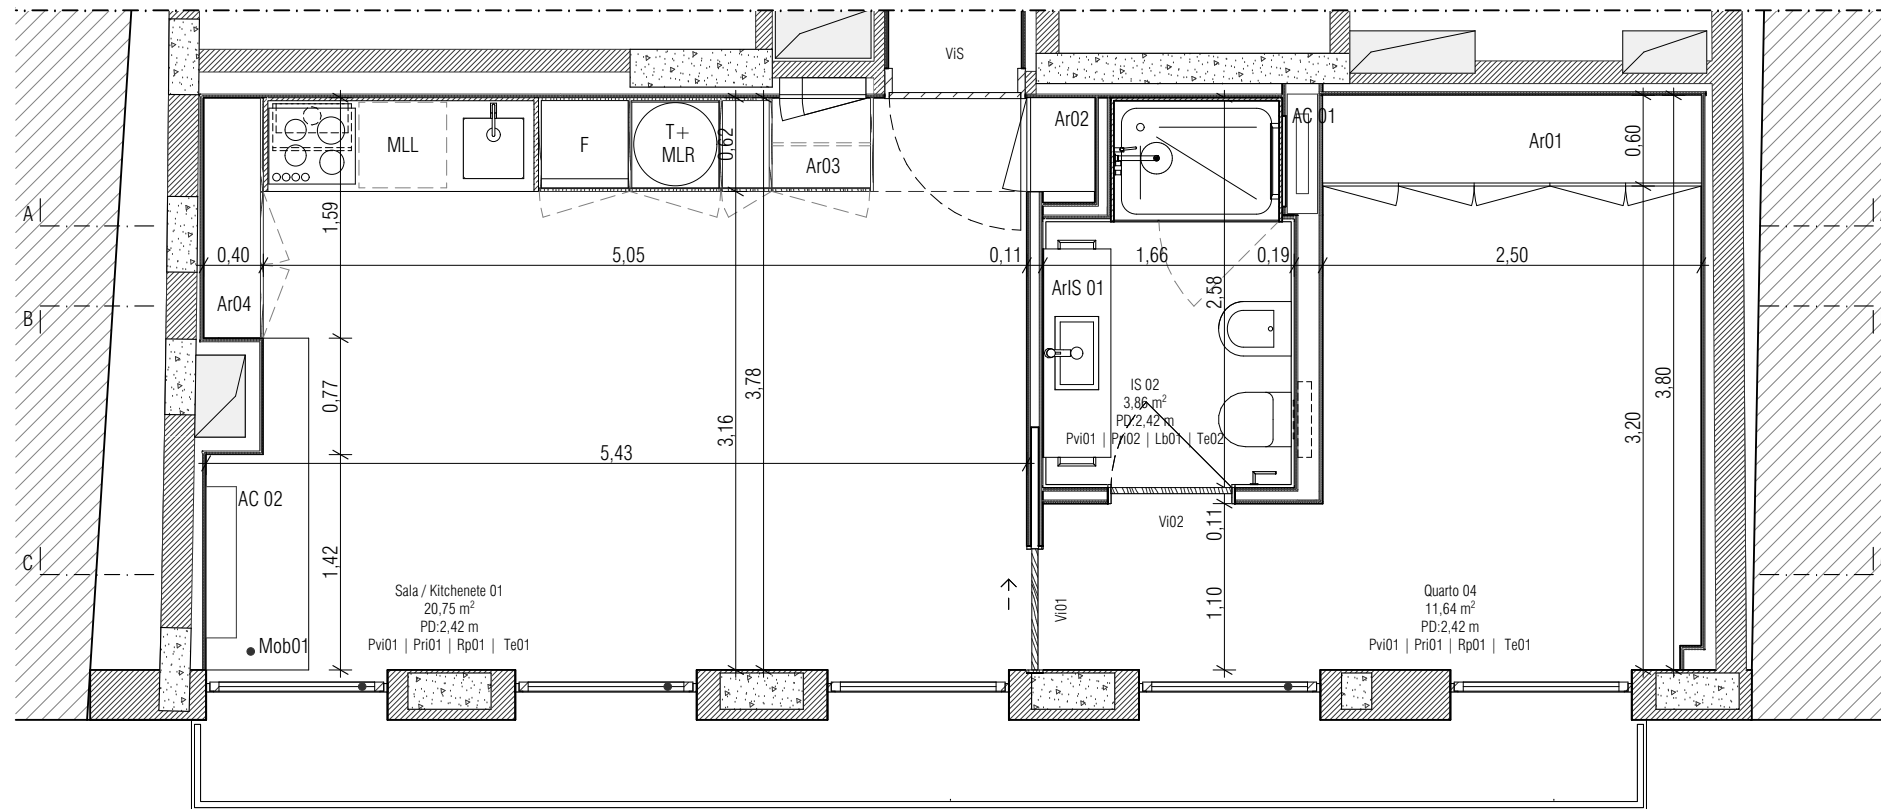 ViS
MLL
F
T+
MLR
0,62
Ar03
Ar02
AC 01
Ar01
0,60
A
1,59
0,40
5,05
0,11
1,66
0,19
2,50
2,58
Ar04
ArIS 01
B
0,77
3,78
3,16
IS 02
3,86 m²
PD:2,42 m
Pvi01 | Pri02 | Lb01 | Te02
3,80
3,20
5,43
AC 02
Vi02
0,11
C
1,42
Sala / Kitchenete 01
20,75 m²
PD:2,42 m
Pvi01 | Pri01 | Rp01 | Te01
Mob01
Vi01
1,10
Quarto 04
11,64 m²
PD:2,42 m
Pvi01 | Pri01 | Rp01 | Te01